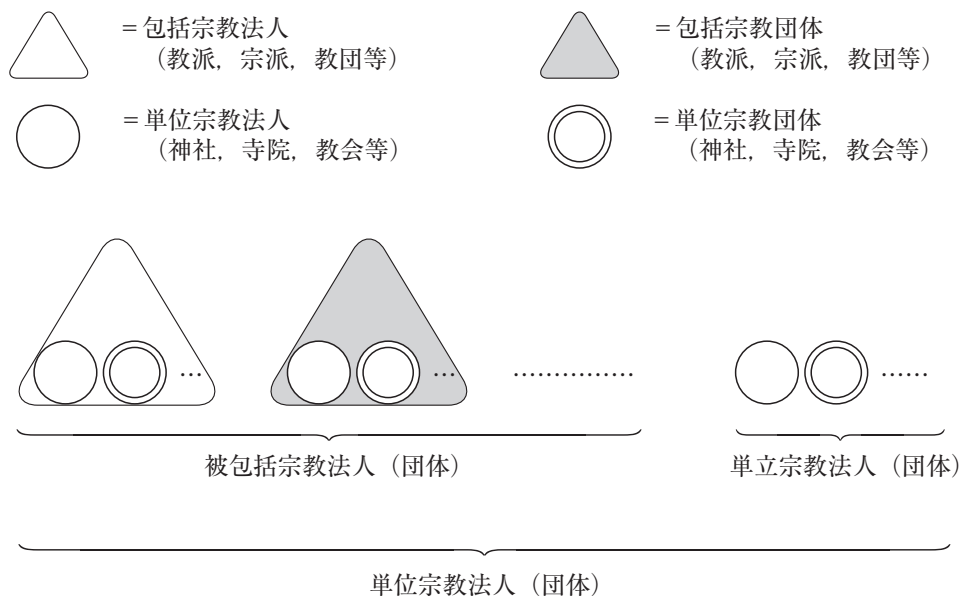 ＝包括宗教法人
（教派，宗派，教団等）
＝包括宗教団体
（教派，宗派，教団等）
＝単位宗教法人
（神社，寺院，教会等）
＝単位宗教団体
（神社，寺院，教会等）
被包括宗教法人（団体）
単立宗教法人（団体）
単位宗教法人（団体）